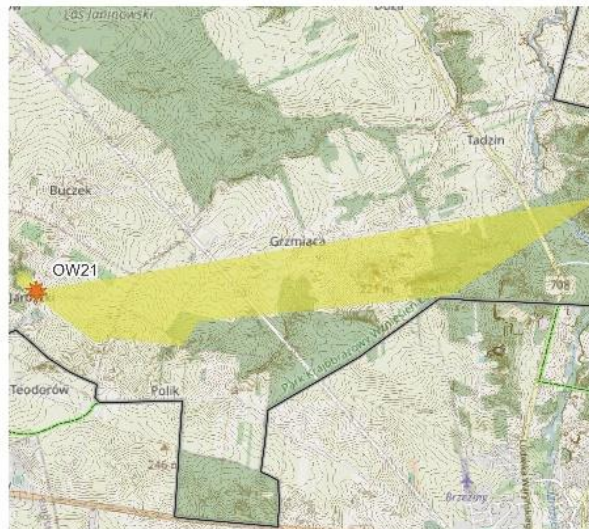 Las Janinowski
Tadzin
Buczek
Grzmiąca
OW21
221 m
708
Park Krajobrazowy Wzniesień
Teodorów
Polik
246 m
Brzeziny